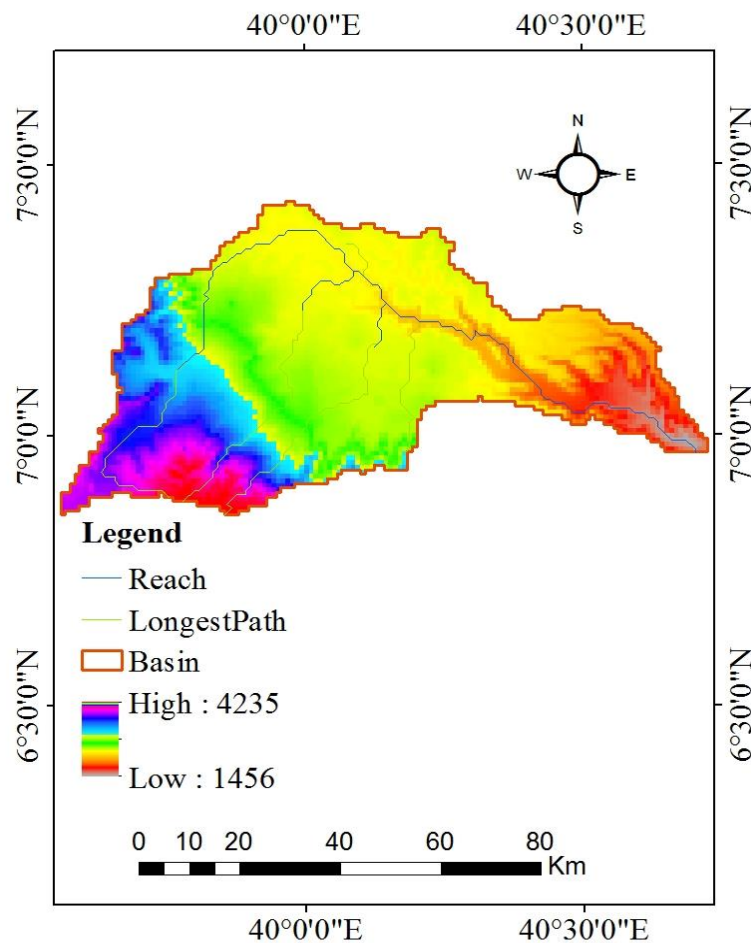 40°0'0"E 40°30'0"E
N
W E
S
7°30'0"N 7°30'0"N
7°0'0"N 7°0'0"N
Legend
Reach
LongestPath
Basin
High : 4235
Low : 1456
6°30'0"N 6°30'0"N
0 10 20 40 60 80
Km
40°0'0"E 40°30'0"E